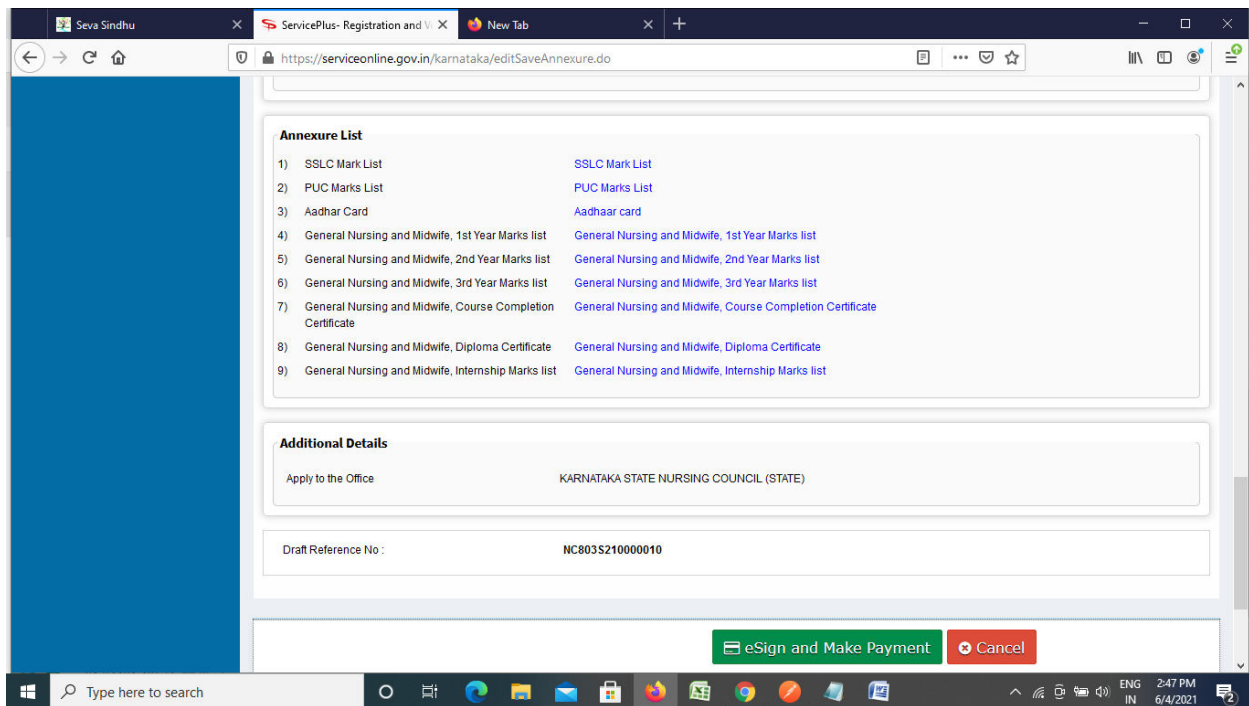 Seva Sindhu
ServicePlus- Registration and V
New Tab
https://serviceonline.gov.in/karnataka/editSaveAnnexure.do
Annexure List
1) SSLC Mark List SSLC Mark List
2) PUC Marks List PUC Marks List
3) Aadhar Card Aadhaar card
4) General Nursing and Midwife, 1st Year Marks list General Nursing and Midwife, 1st Year Marks list
5) General Nursing and Midwife, 2nd Year Marks list General Nursing and Midwife, 2nd Year Marks list
6) General Nursing and Midwife, 3rd Year Marks list General Nursing and Midwife, 3rd Year Marks list
7) General Nursing and Midwife, Course Completion General Nursing and Midwife, Course Completion Certificate
Certificate
8) General Nursing and Midwife, Diploma Certificate General Nursing and Midwife, Diploma Certificate
9) General Nursing and Midwife, Internship Marks list General Nursing and Midwife, Internship Marks list
Additional Details
Apply to the Office KARNATAKA STATE NURSING COUNCIL (STATE)
Draft Reference No : NC803S210000010
eSign and Make Payment Cancel
Type here to search
ENG 2:47 PM
IN 6/4/2021
2